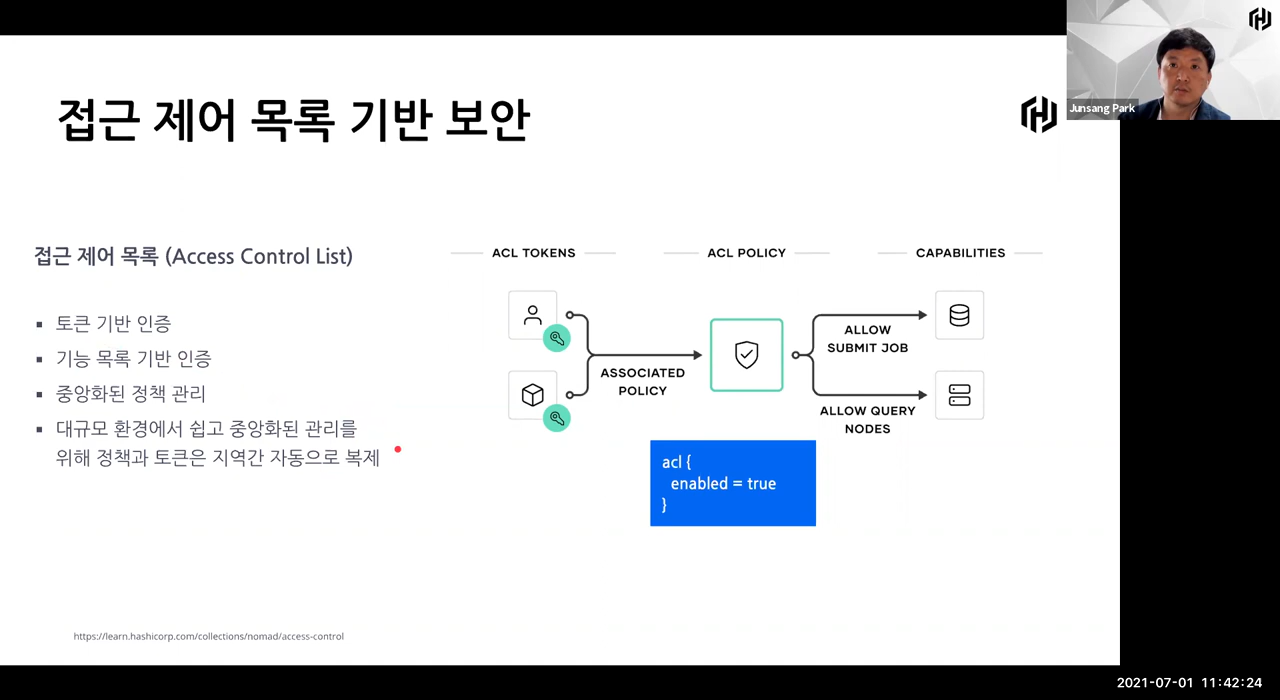 Junsang Park
접근 제어 목록 기반 보안
접근 제어 목록 (Access Control List)
▪ 토큰 기반 인증
▪ 기능 목록 기반 인증
▪ 중앙화된 정책 관리
▪ 대규모 환경에서 쉽고 중앙화된 관리를
위해 정책과 토큰은 지역간 자동으로 복제
ACL TOKENS
ACL POLICY
CAPABILITIES
ASSOCIATED
POLICY
ALLOW
SUBMIT JOB
ALLOW QUERY
NODES
acl {
enabled = true
}
https://learn.hashicorp.com/collections/nomad/access-control
2021-07-01 11:42:24